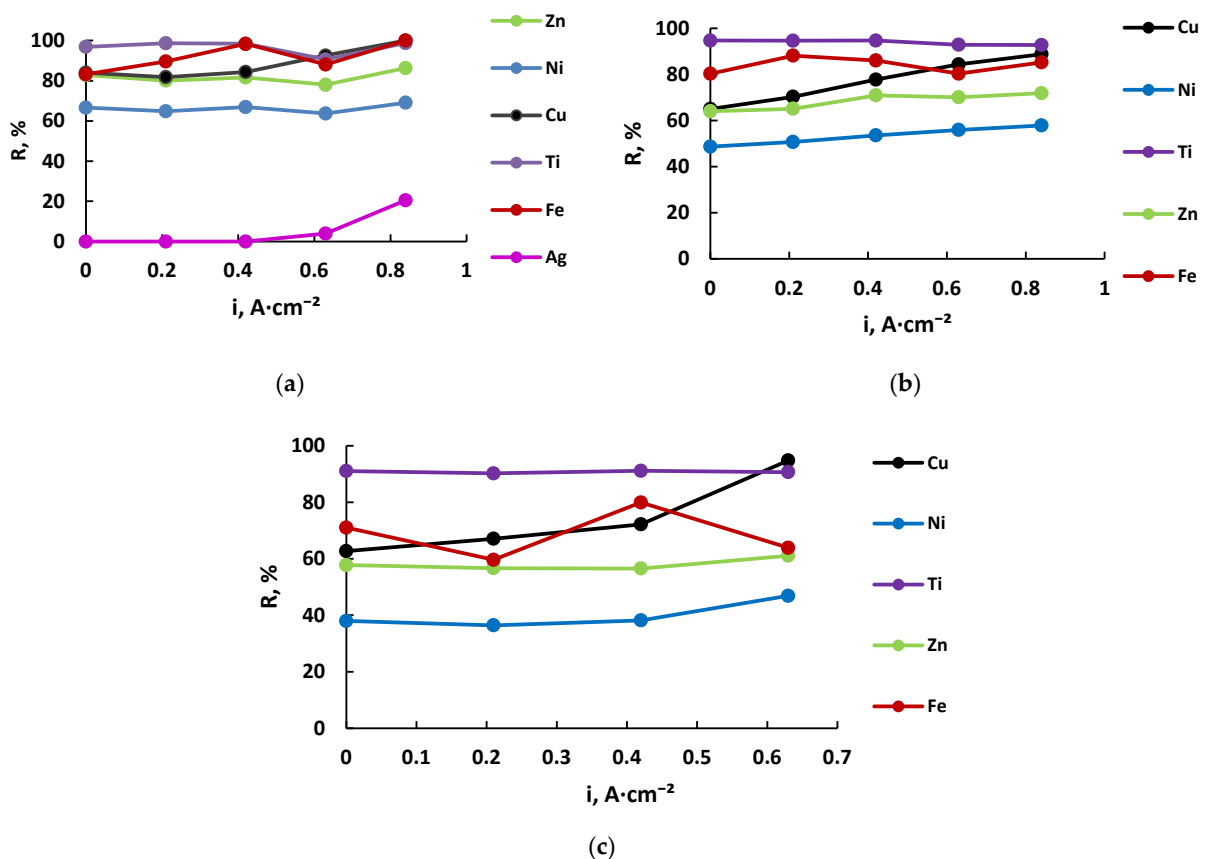 Zn
Ni
Cu
Ti
Fe
Ag
R, %
100
80
60
40
20
0
0 0.2 0.4 0.6 0.8 1
i, A·cm⁻²
(a)
Cu
Ni
Ti
Zn
Fe
R, %
100
80
60
40
20
0
0 0.2 0.4 0.6 0.8 1
i, A·cm⁻²
(b)
Cu
Ni
Ti
Zn
Fe
R, %
100
80
60
40
20
0
0 0.1 0.2 0.3 0.4 0.5 0.6 0.7
i, A·cm⁻²
(c)